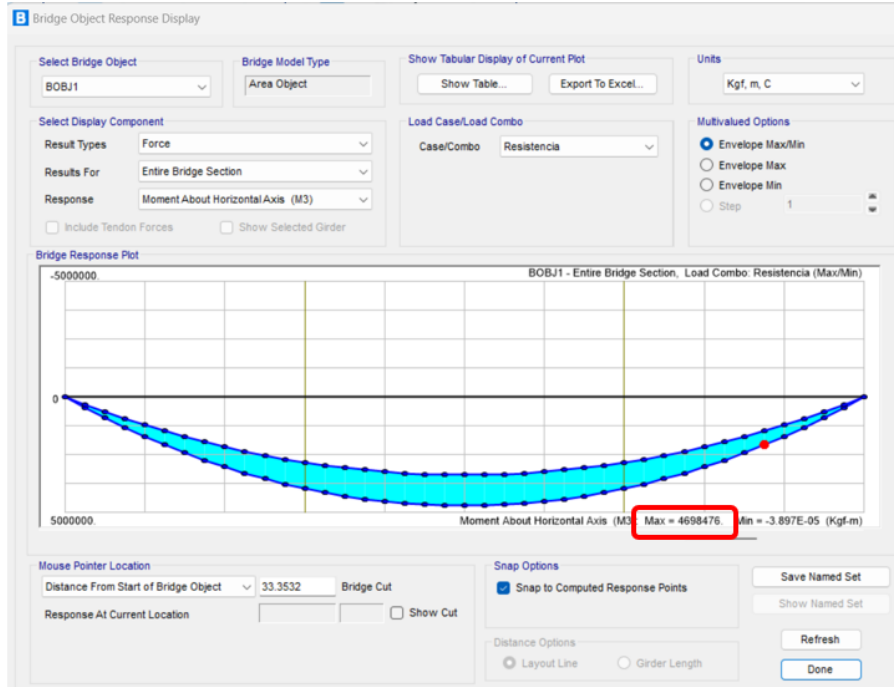 B Bridge Object Response Display
Select Bridge Object
BOBJ1
Bridge Model Type
Area Object
Show Tabular Display of Current Plot
Show Table...
Export To Excel...
Units
Kgf, m, C
Select Display Component
Result Types
Force
Results For
Entire Bridge Section
Response
Moment About Horizontal Axis (M3)
Include Tendon Forces
Show Selected Girder
Load Case/Load Combo
Case/Combo
Resistencia
Multivalued Options
Envelope Max/Min
Envelope Max
Envelope Min
Step
1
Bridge Response Plot
-5000000.
BOBJ1 - Entire Bridge Section, Load Combo: Resistencia (Max/Min)
0
5000000.
Moment About Horizontal Axis (M3 Max = 4698476. Min = -3.897E-05 (Kgf-m)
Mouse Pointer Location
Distance From Start of Bridge Object
33.3532
Bridge Cut
Response At Current Location
Show Cut
Snap Options
Snap to Computed Response Points
Distance Options
Layout Line
Girder Length
Save Named Set
Show Named Set
Refresh
Done